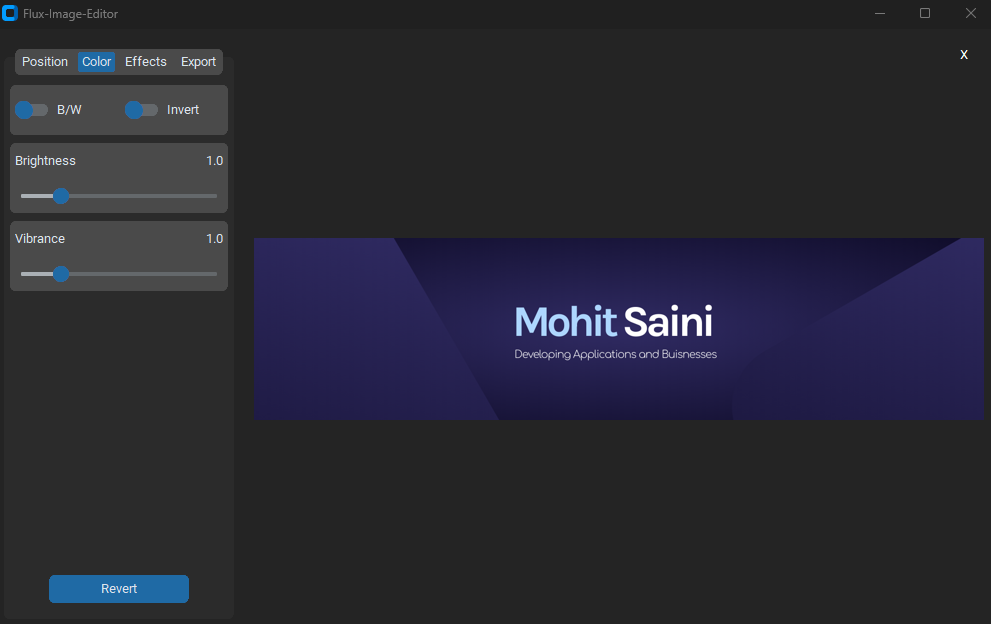 Flux-Image-Editor
X
Position Color Effects Export
B/W Invert
Brightness 1.0
Vibrance 1.0
Mohit Saini
Developing Applications and Buisnesses
Revert